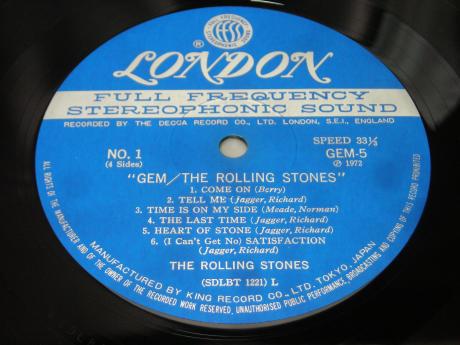 FULL FREQUENCY
FFSS
STEREOPHONIC SOUND
®
LONDON
FULL FREQUENCY
STEREOPHONIC SOUND
RECORDED BY THE DECCA RECORD CO., LTD. LONDON, S.E.I., ENGLAND
SPEED 33⅓
NO. 1
(4 Sides)
GEM-5
Ⓟ 1972
"GEM/THE ROLLING STONES"
1. COME ON (Berry)
2. TELL ME (Jagger, Richard)
3. TIME IS ON MY SIDE (Meade, Norman)
4. THE LAST TIME (Jagger, Richard)
5. HEART OF STONE (Jagger, Richard)
6. (I Can't Get No) SATISFACTION
(Jagger, Richard)
THE ROLLING STONES
(SDLBT 1221) L
MANUFACTURED BY KING RECORD CO., LTD. TOKYO, JAPAN
ALL RIGHTS OF THE MANUFACTURER AND OF THE OWNER OF THE RECORDED WORK RESERVED. UNAUTHORISED PUBLIC PERFORMANCE, BROADCASTING AND COPYING OF THIS RECORD PROHIBITED